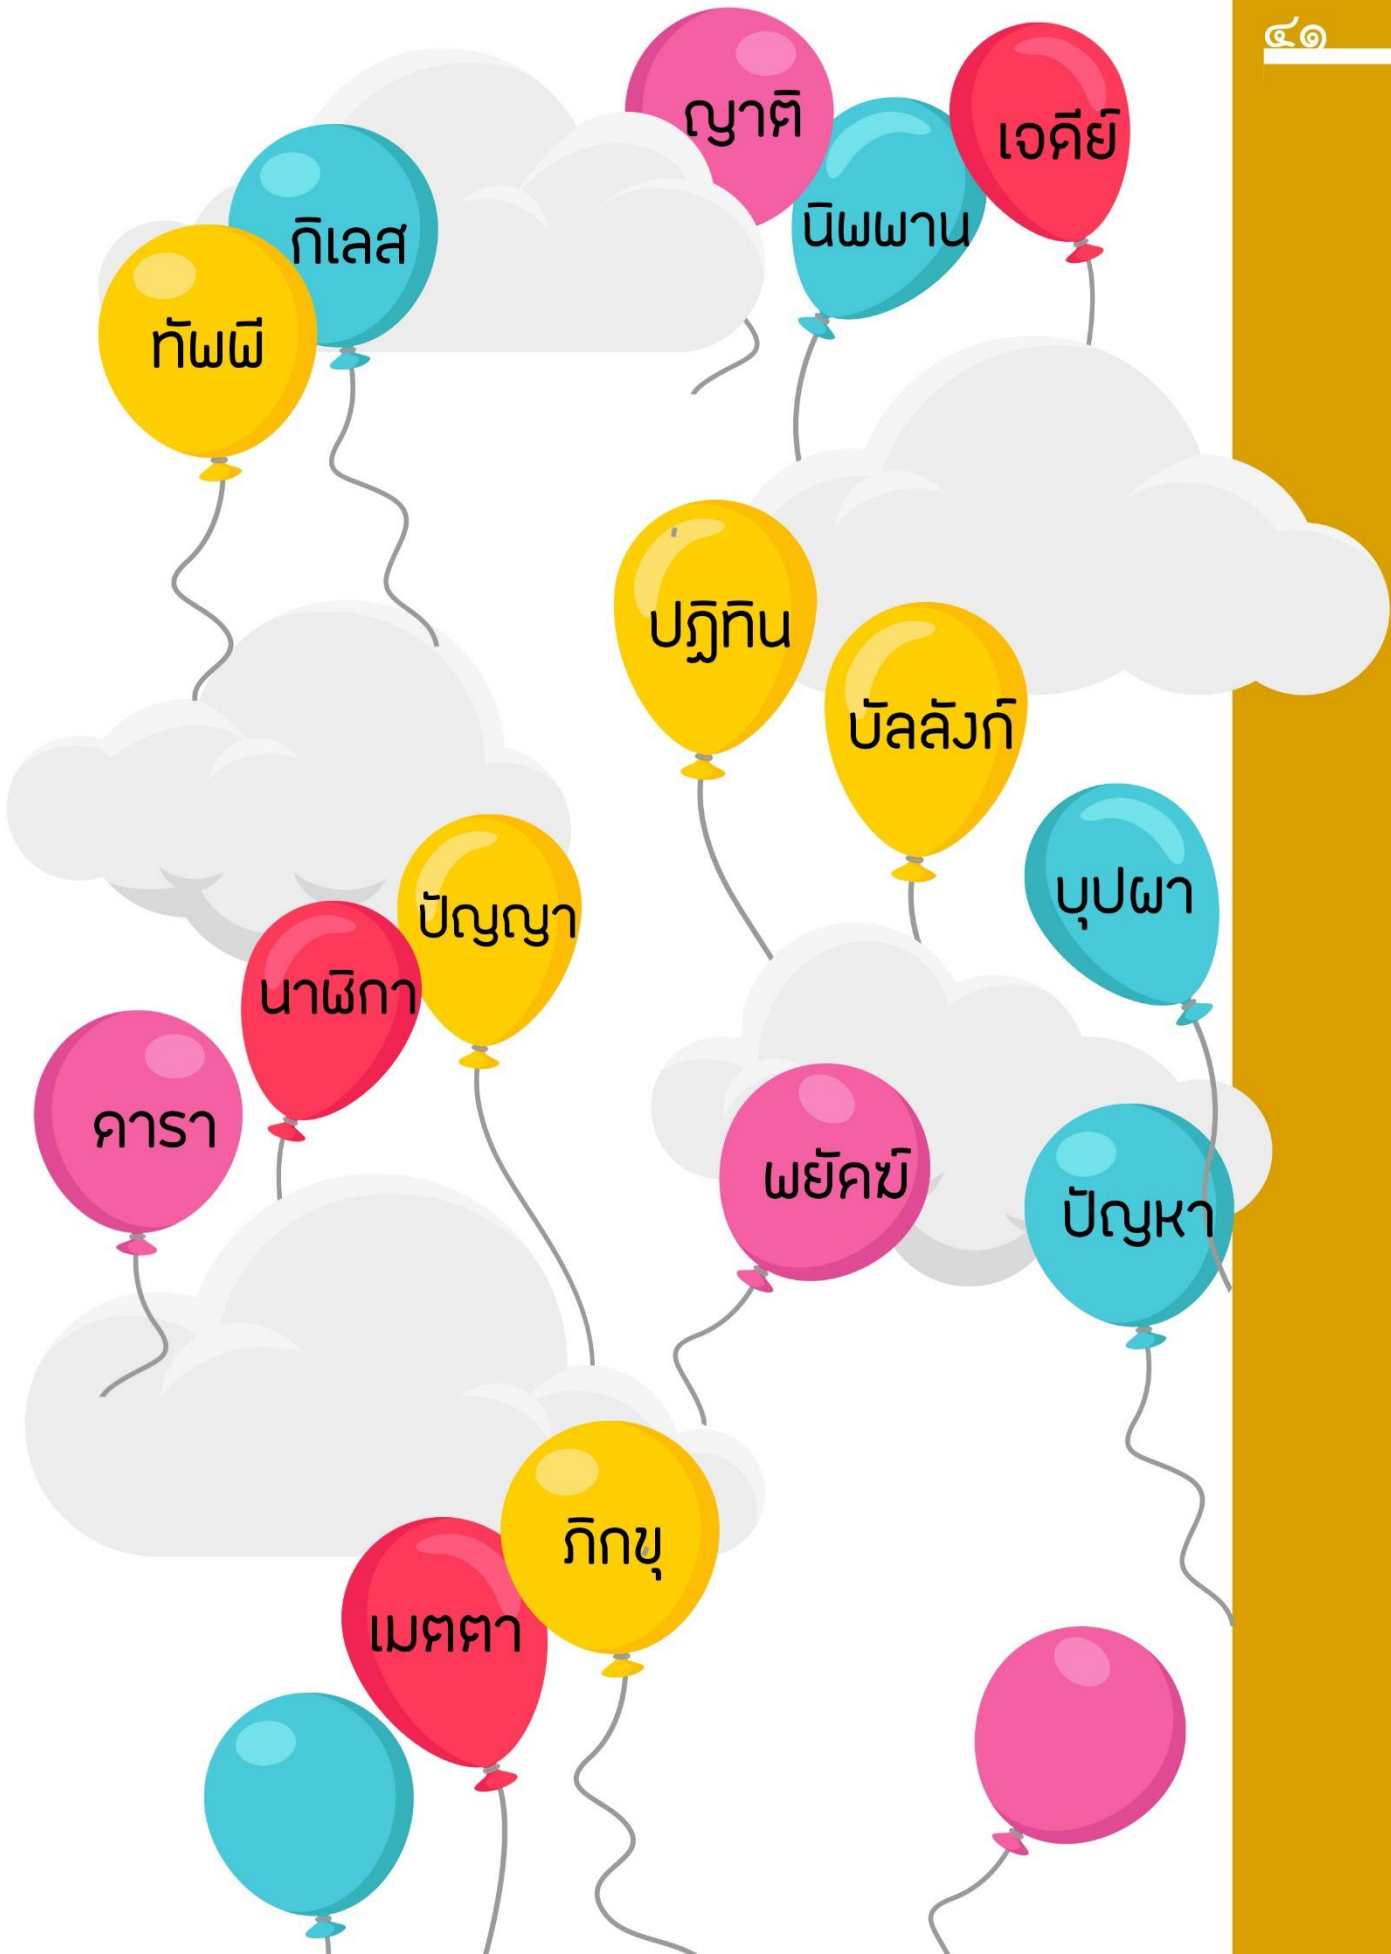 ๔๑
ญาติ
เจดีย์
นิพพาน
กิเลส
ทัพพี
ปฏิทิน
บัลลังก์
บุปผา
ปัญญา
นาฬิกา
ดารา
พยัคฆ์
ปัญหา
ภิกขุ
เมตตา